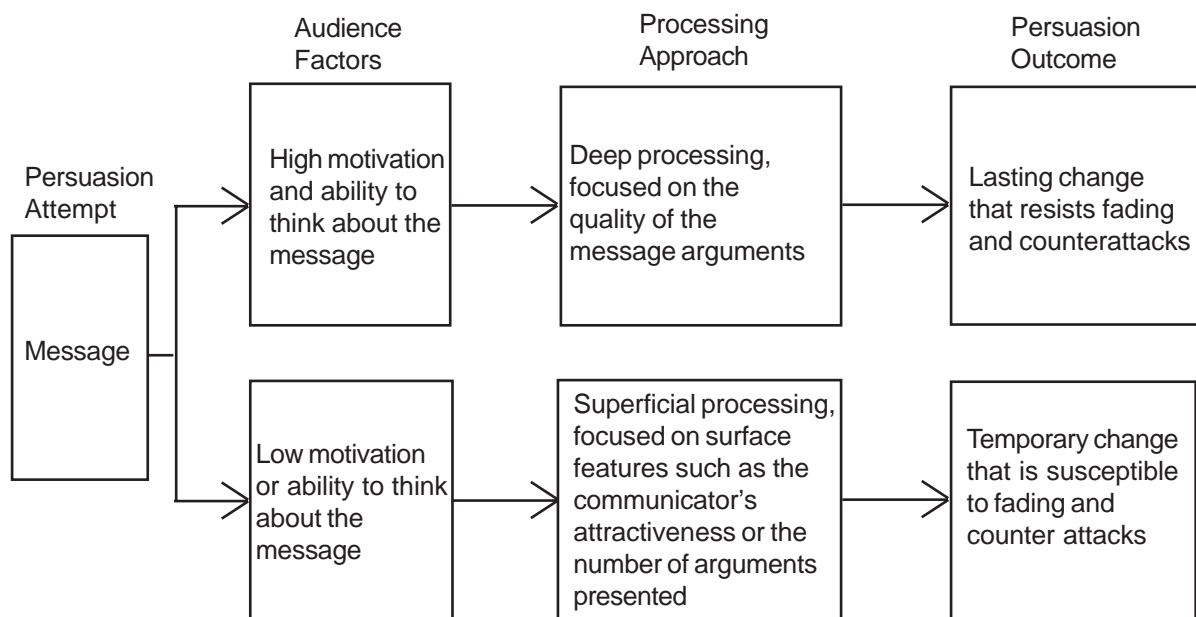 Audience
Factors
Processing
Approach
Persuasion
Outcome
Persuasion
Attempt
Message
High motivation
and ability to
think about the
message
Deep processing,
focused on the
quality of the
message arguments
Lasting change
that resists fading
and counterattacks
Low motivation
or ability to think
about the
message
Superficial processing,
focused on surface
features such as the
communicator's
attractiveness or the
number of arguments
presented
Temporary change
that is susceptible
to fading and
counter attacks